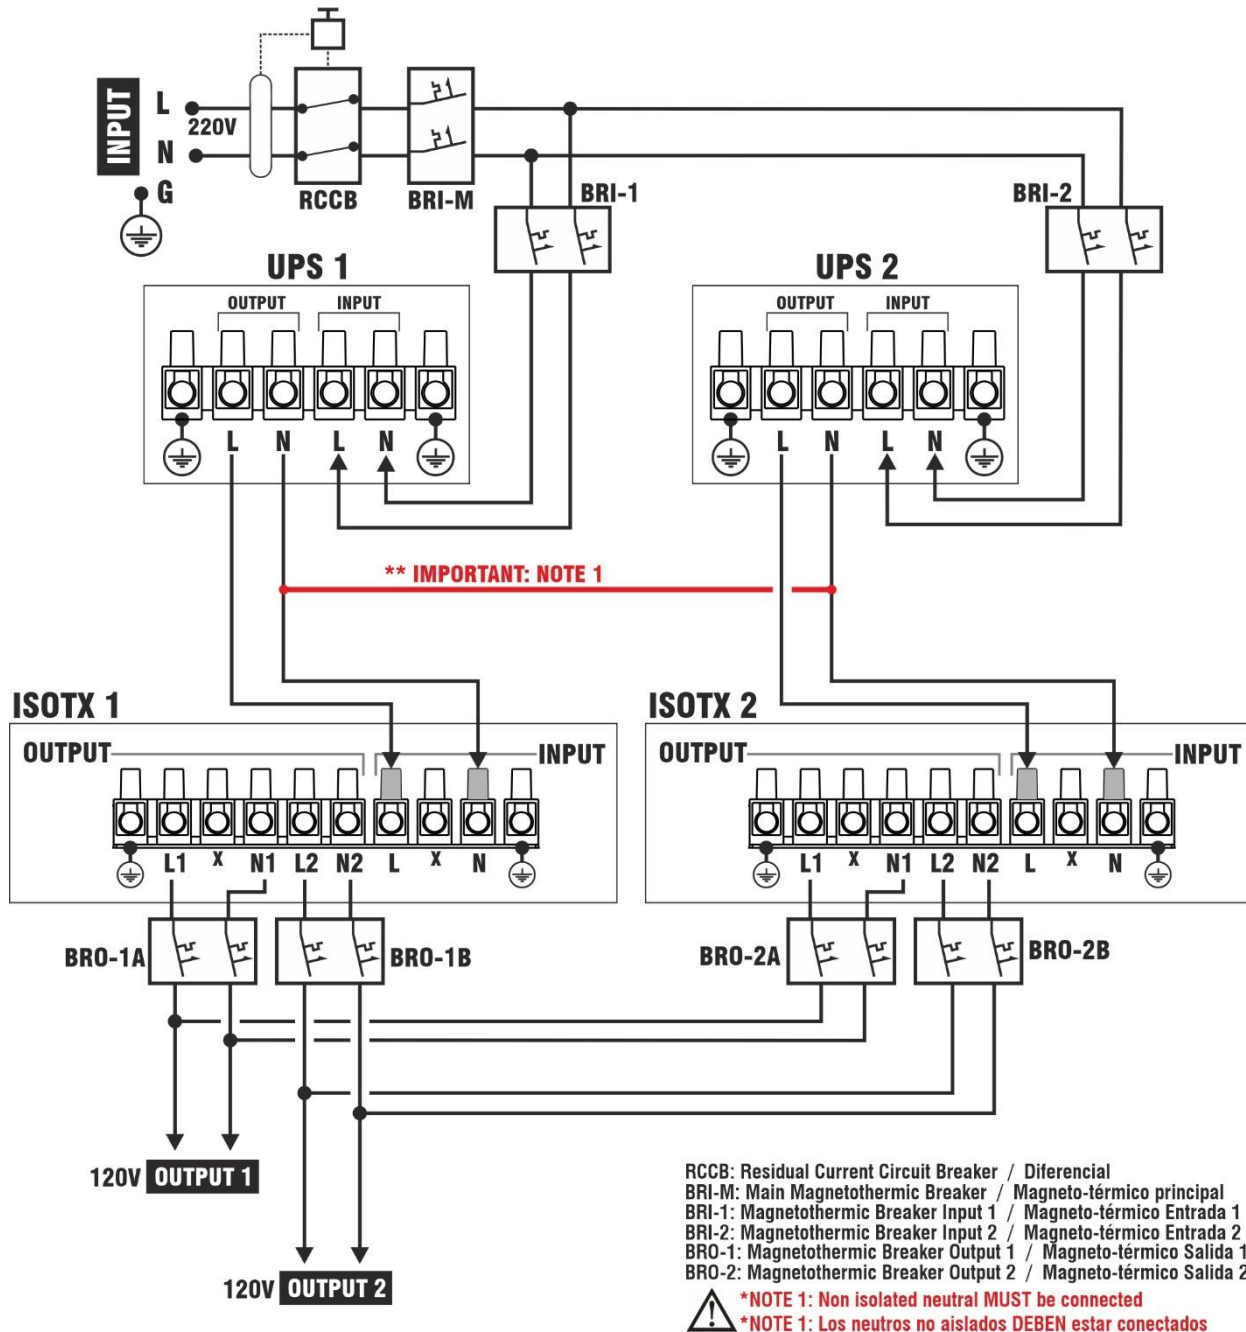 INPUT
L
220V
N
G
RCCB
BRI-M
BRI-1
BRI-2
UPS 1
OUTPUT
INPUT
L
N
L
N
UPS 2
OUTPUT
INPUT
L
N
L
N
** IMPORTANT: NOTE 1
ISOTX 1
OUTPUT
INPUT
L1
X
N1
L2
N2
L
X
N
BRO-1A
BRO-1B
ISOTX 2
OUTPUT
INPUT
L1
X
N1
L2
N2
L
X
N
BRO-2A
BRO-2B
120V OUTPUT 1
120V OUTPUT 2
RCCB: Residual Current Circuit Breaker / Diferencial
BRI-M: Main Magnetothermic Breaker / Magneto-térmico principal
BRI-1: Magnetothermic Breaker Input 1 / Magneto-térmico Entrada 1
BRI-2: Magnetothermic Breaker Input 2 / Magneto-térmico Entrada 2
BRO-1: Magnetothermic Breaker Output 1 / Magneto-térmico Salida 1
BRO-2: Magnetothermic Breaker Output 2 / Magneto-térmico Salida 2
*NOTE 1: Non isolated neutral MUST be connected
*NOTE 1: Los neutros no aislados DEBEN estar conectados